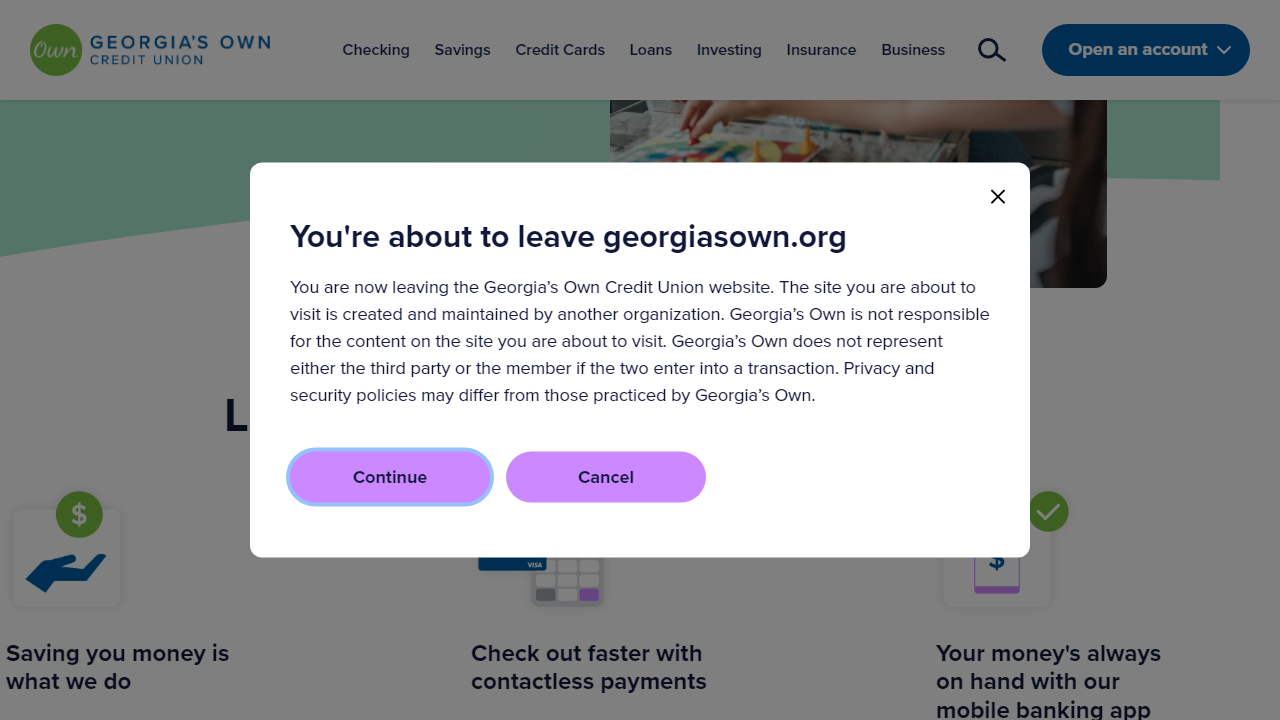 Own GEORGIA'S OWN
CREDIT UNION
Checking Savings Credit Cards Loans Investing Insurance Business Open an account
You're about to leave georgiasown.org
You are now leaving the Georgia’s Own Credit Union website. The site you are about to
visit is created and maintained by another organization. Georgia’s Own is not responsible
for the content on the site you are about to visit. Georgia’s Own does not represent
either the third party or the member if the two enter into a transaction. Privacy and
security policies may differ from those practiced by Georgia’s Own.
L
Continue Cancel
$
VISA
$
Saving you money is
what we do
Check out faster with
contactless payments
Your money's always
on hand with our
mobile banking app